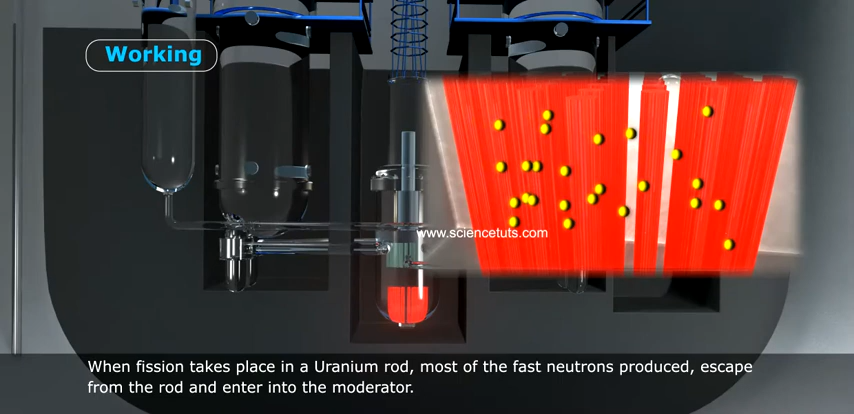 Working
www.sciencetuts.com
When fission takes place in a Uranium rod, most of the fast neutrons produced, escape
from the rod and enter into the moderator.